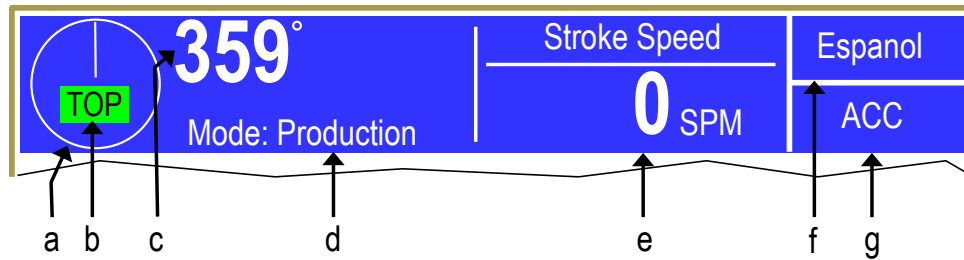 359°
TOP
Mode: Production
Stroke Speed
0 SPM
Espanol
ACC
a b c d e f g